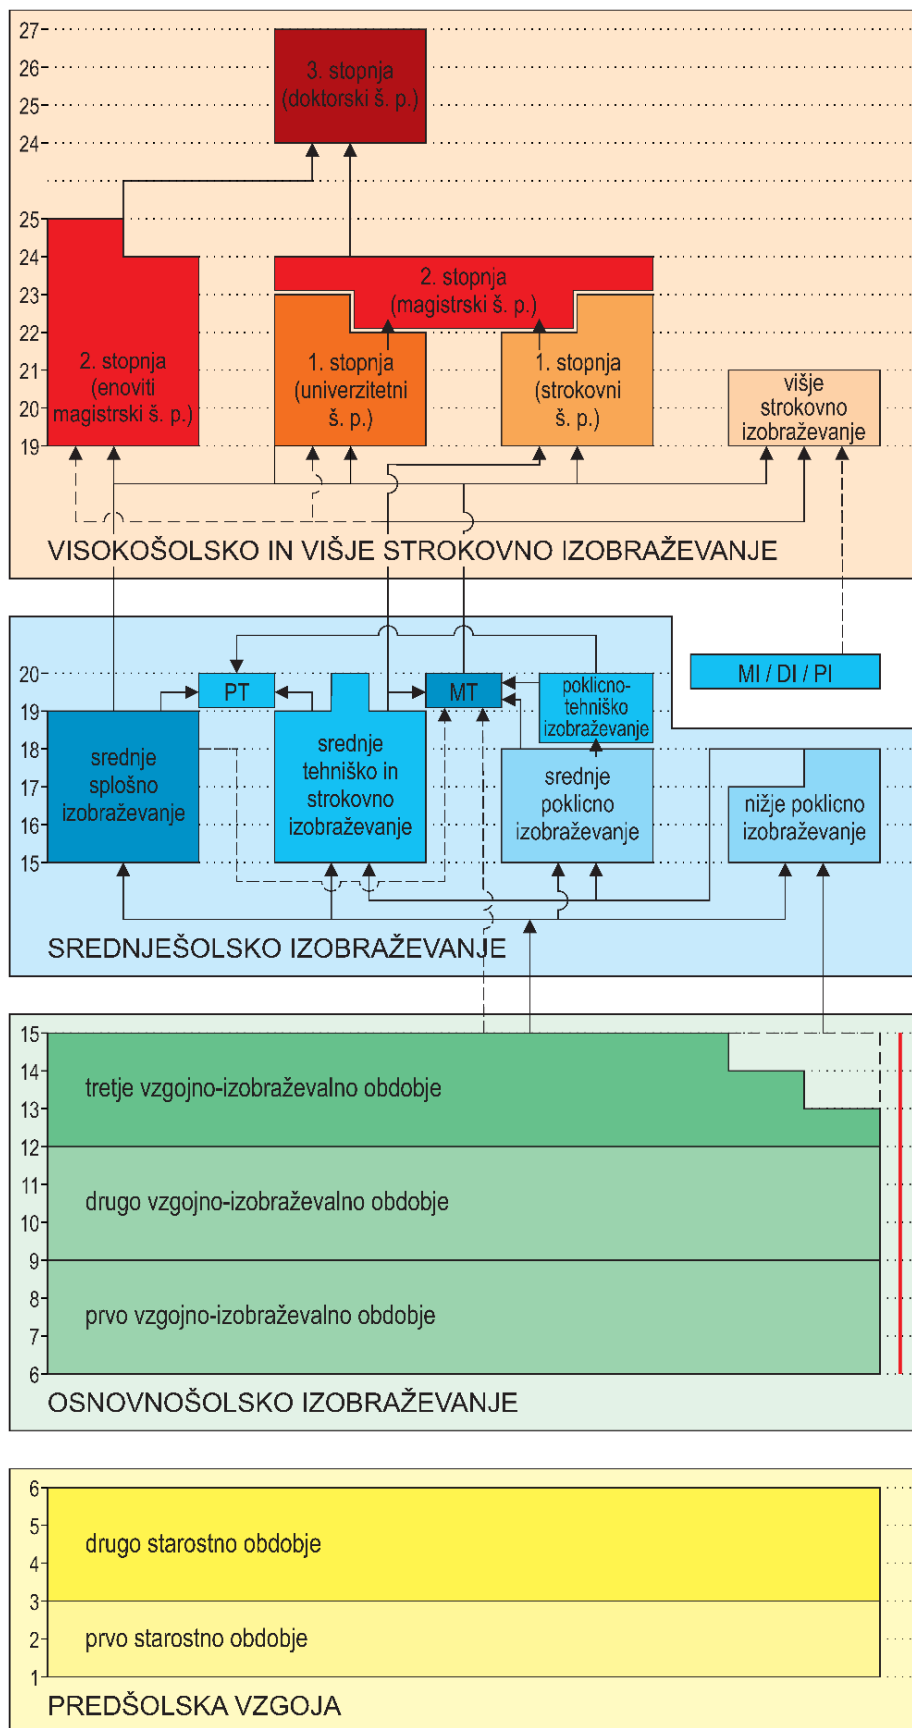 27
26
25
24
3. stopnja
(doktorski š. p.)
25
24
23
22
21
20
19
2. stopnja
(enoviti
magistrski š. p.)
2. stopnja
(magistrski š. p.)
1. stopnja
(univerzitetni
š. p.)
1. stopnja
(strokovni
š. p.)
višje
strokovno
izobraževanje
VISOKOŠOLSKO IN VIŠJE STROKOVNO IZOBRAŽEVANJE
MI / DI / PI
20
19
18
17
16
15
PT
MT
poklicno-
tehniško
izobraževanje
srednje
splošno
izobraževanje
srednje
tehniško in
strokovno
izobraževanje
srednje
poklicno
izobraževanje
nižje poklicno
izobraževanje
SREDNJEŠOLSKO IZOBRAŽEVANJE
15
14
13
12
11
10
9
8
7
6
tretje vzgojno-izobraževalno obdobje
drugo vzgojno-izobraževalno obdobje
prvo vzgojno-izobraževalno obdobje
OSNOVNOŠOLSKO IZOBRAŽEVANJE
6
5
4
3
2
1
drugo starostno obdobje
prvo starostno obdobje
PREDŠOLSKA VZGOJA